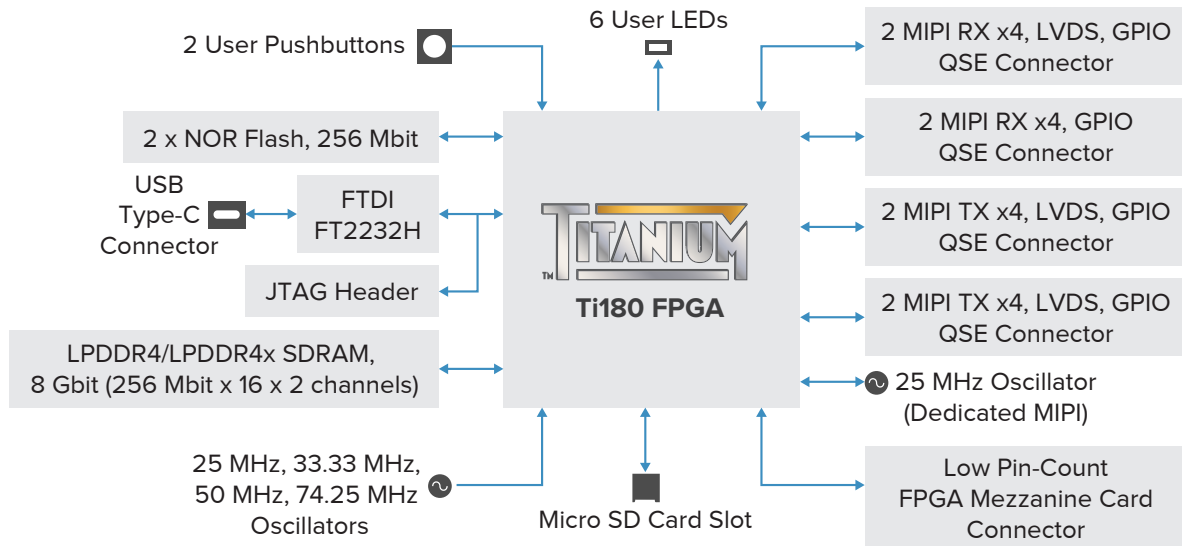 6 User LEDs
2 User Pushbuttons
2 x NOR Flash, 256 Mbit
USB
Type-C
Connector
FTDI
FT2232H
JTAG Header
LPDDR4/LPDDR4x SDRAM,
8 Gbit (256 Mbit x 16 x 2 channels)
25 MHz, 33.33 MHz,
50 MHz, 74.25 MHz
Oscillators
TITANIUM
TM
Ti180 FPGA
Micro SD Card Slot
2 MIPI RX x4, LVDS, GPIO
QSE Connector
2 MIPI RX x4, GPIO
QSE Connector
2 MIPI TX x4, LVDS, GPIO
QSE Connector
2 MIPI TX x4, LVDS, GPIO
QSE Connector
25 MHz Oscillator
(Dedicated MIPI)
Low Pin-Count
FPGA Mezzanine Card
Connector